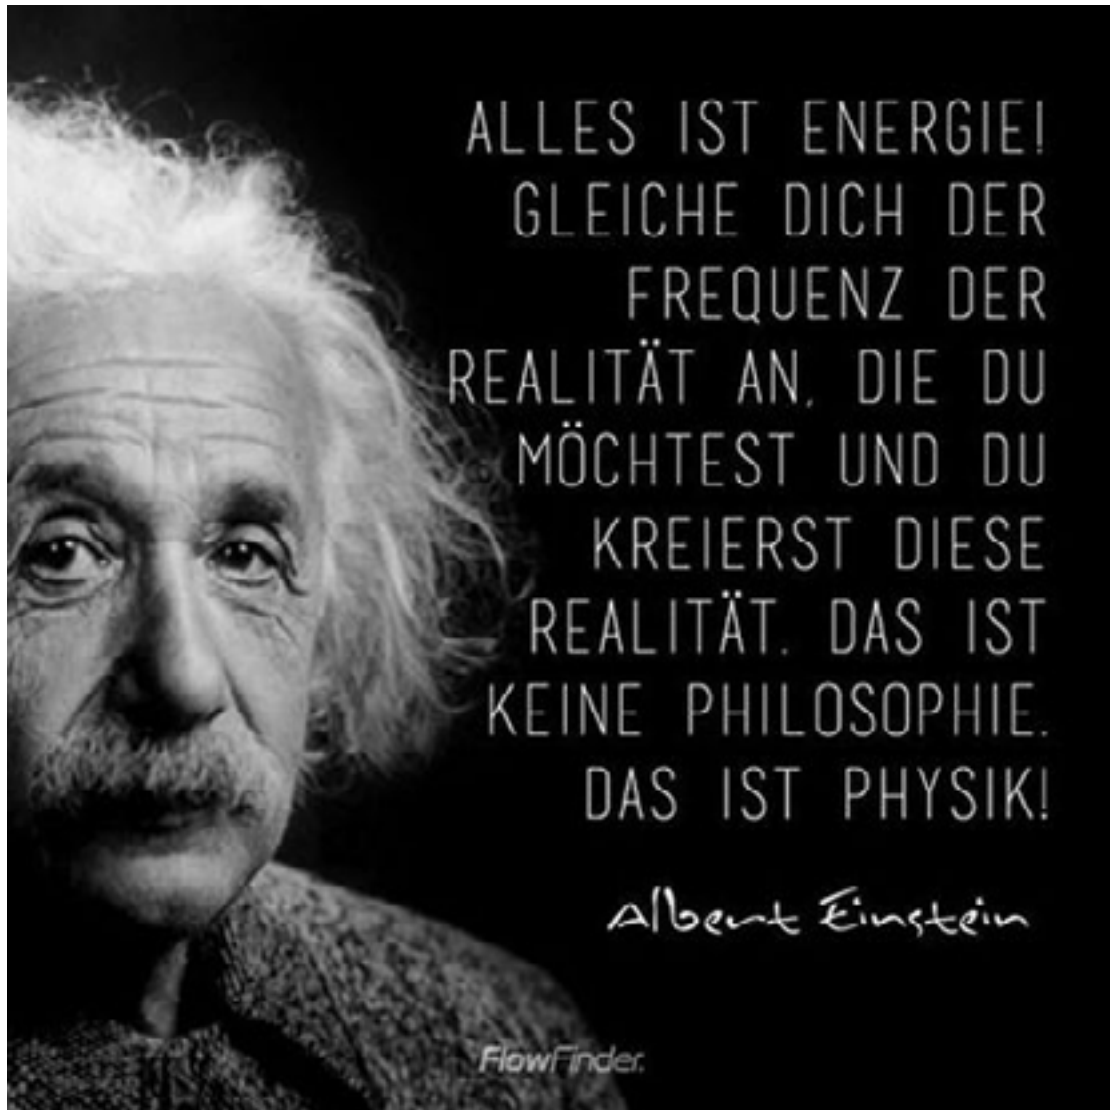 ALLES IST ENERGIE!
GLEICHE DICH DER
FREQUENZ DER
REALITÄT AN, DIE DU
MÖCHTEST UND DU
KREIERST DIESE
REALITÄT. DAS IST
KEINE PHILOSOPHIE.
DAS IST PHYSIK!
Albert Einstein
FlowFinder.